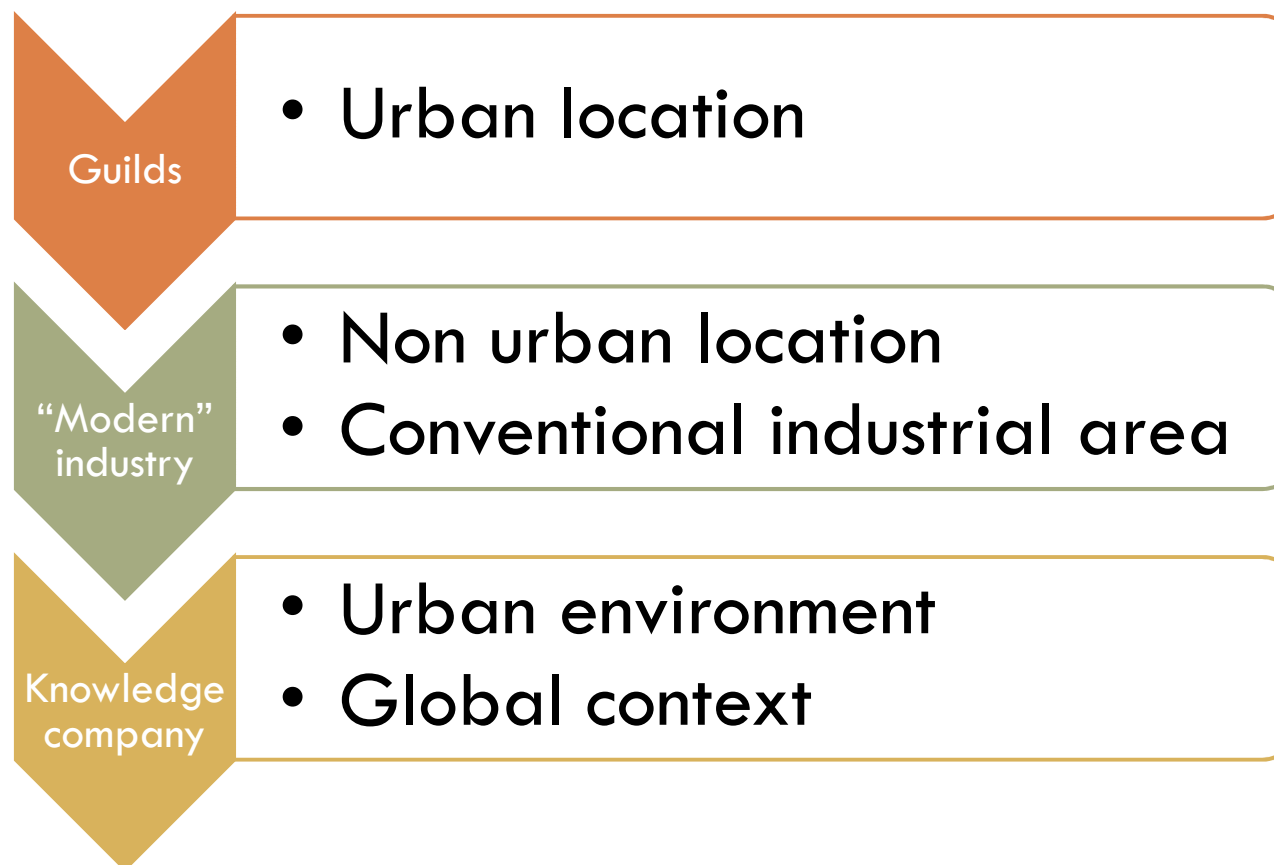 Guilds
• Urban location
“Modern”
industry
• Non urban location
• Conventional industrial area
Knowledge
company
• Urban environment
• Global context